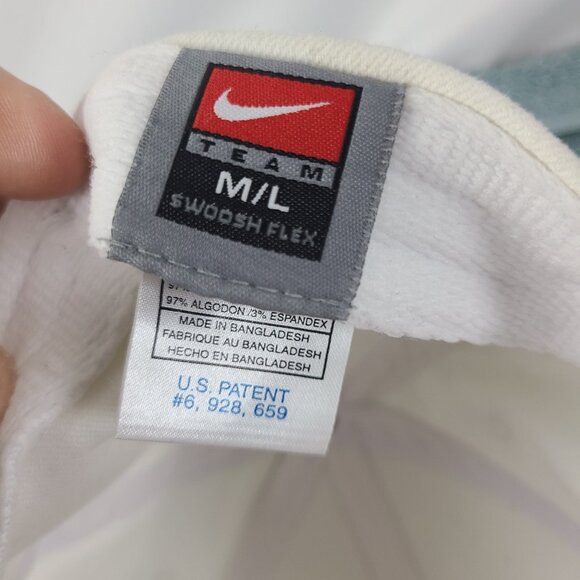 TEAM
M/L
SWOOSH FLEX
97% ALGODON /3% ESPANDEX
MADE IN BANGLADESH
FABRIQUE AU BANGLADESH
HECHO EN BANGLADESH
U.S. PATENT
#6, 928, 659